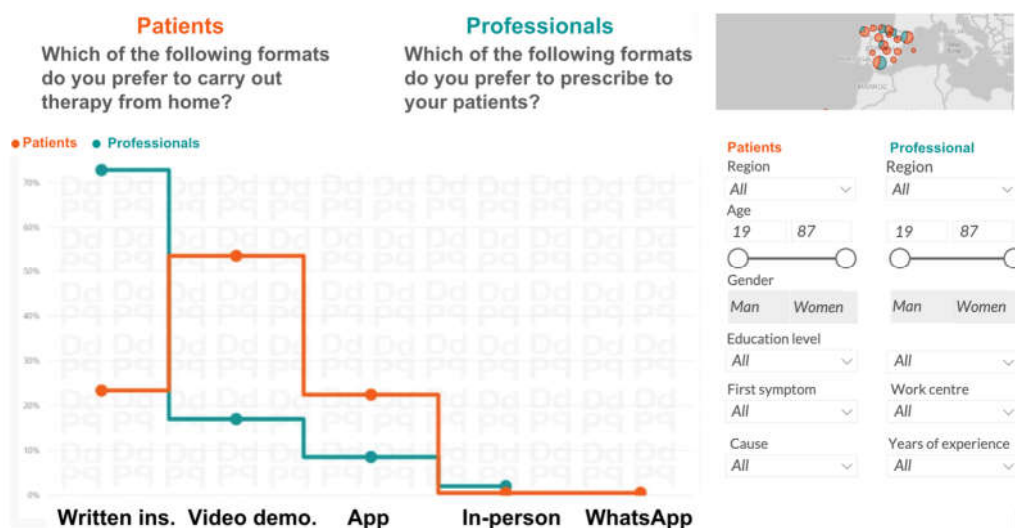 Patients
Which of the following formats
do you prefer to carry out
therapy from home?
Professionals
Which of the following formats
do you prefer to prescribe to
your patients?
Patients
Professionals
70%
60%
50%
40%
30%
20%
10%
0%
Written ins.
Video demo.
App
In-person
WhatsApp
Patients
Region
All
Age
19 87
Gender
Man Women
Education level
All
First symptom
All
Cause
All
Professional
Region
All
19 87
Man Women
All
Work centre
All
Years of experience
All